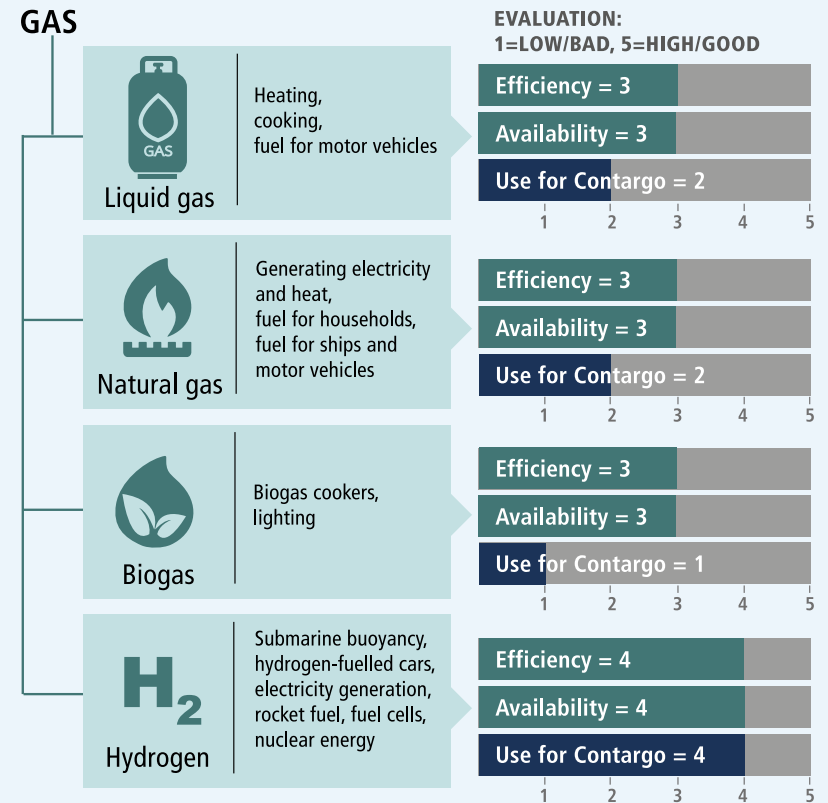 GAS
EVALUATION:
1=LOW/BAD, 5=HIGH/GOOD
GAS
Liquid gas
Heating,
cooking,
fuel for motor vehicles
Efficiency = 3
Availability = 3
Use for Contargo = 2
1 2 3 4 5
Natural gas
Generating electricity
and heat,
fuel for households,
fuel for ships and
motor vehicles
Efficiency = 3
Availability = 3
Use for Contargo = 2
1 2 3 4 5
Biogas
Biogas cookers,
lighting
Efficiency = 3
Availability = 3
Use for Contargo = 1
1 2 3 4 5
H2
Hydrogen
Submarine buoyancy,
hydrogen-fuelled cars,
electricity generation,
rocket fuel, fuel cells,
nuclear energy
Efficiency = 4
Availability = 4
Use for Contargo = 4
1 2 3 4 5